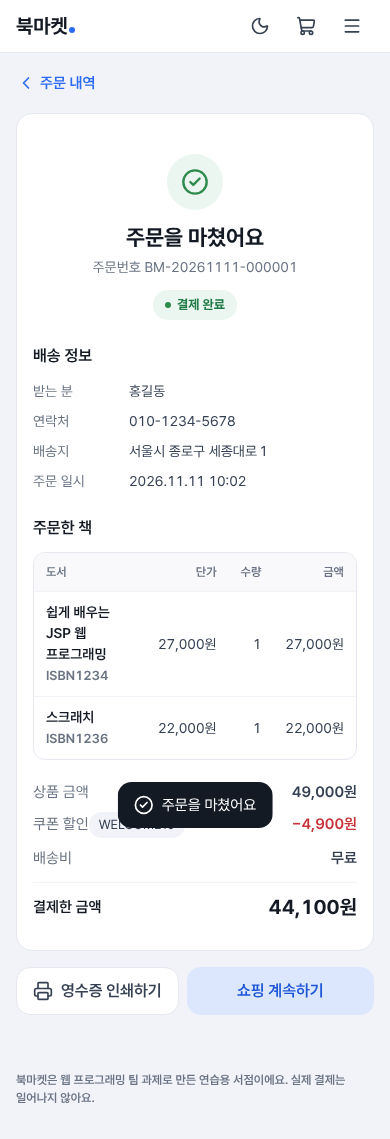 북마켓.
주문 내역
주문을 마쳤어요
주문번호 BM-20261111-000001
결제 완료
배송 정보
받는 분 홍길동
연락처 010-1234-5678
배송지 서울시 종로구 세종대로 1
주문 일시 2026.11.11 10:02
주문한 책
도서 단가 수량 금액
쉽게 배우는
JSP 웹
프로그래밍
ISBN1234
27,000원 1 27,000원
스크래치
ISBN1236
22,000원 1 22,000원
상품 금액 49,000원
주문을 마쳤어요
쿠폰 할인 −4,900원
배송비 무료
결제한 금액 44,100원
영수증 인쇄하기 쇼핑 계속하기
북마켓은 웹 프로그래밍 팀 과제로 만든 연습용 서점이에요. 실제 결제는
일어나지 않아요.